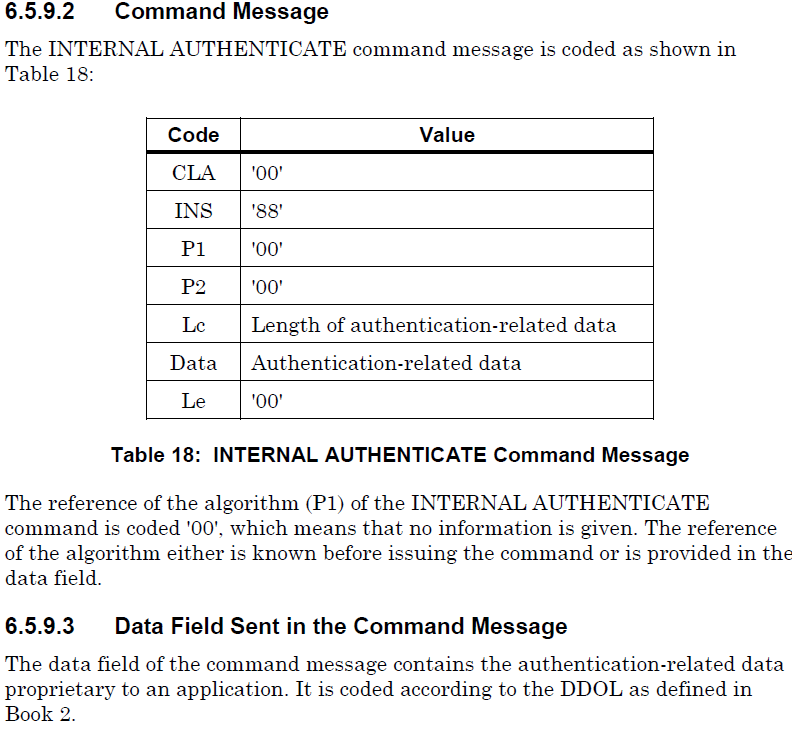 6.5.9.2 Command Message
The INTERNAL AUTHENTICATE command message is coded as shown in
Table 18:
Code Value
CLA '00'
INS '88'
P1 '00'
P2 '00'
Lc Length of authentication-related data
Data Authentication-related data
Le '00'
Table 18: INTERNAL AUTHENTICATE Command Message
The reference of the algorithm (P1) of the INTERNAL AUTHENTICATE
command is coded '00', which means that no information is given. The reference
of the algorithm either is known before issuing the command or is provided in the
data field.
6.5.9.3 Data Field Sent in the Command Message
The data field of the command message contains the authentication-related data
proprietary to an application. It is coded according to the DDOL as defined in
Book 2.